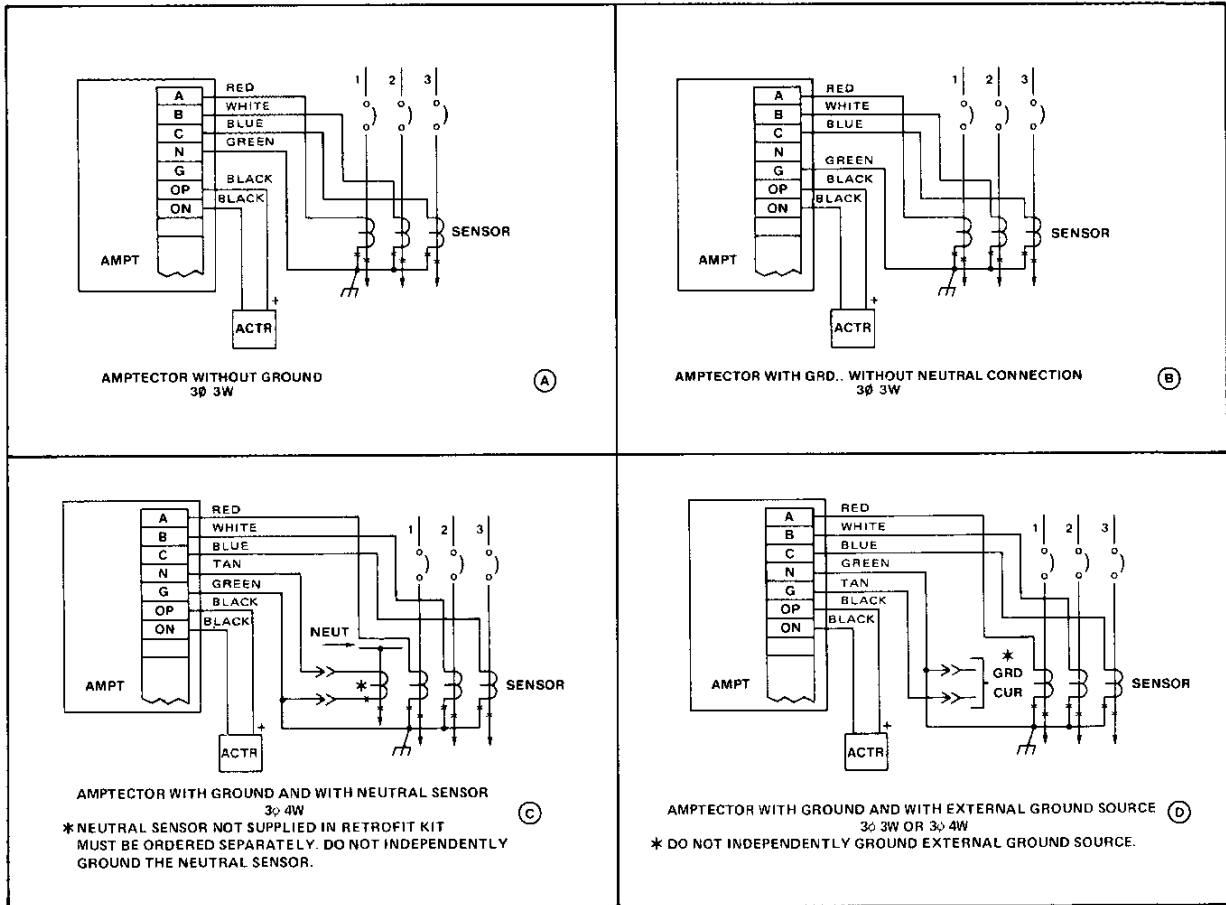 RED
WHITE
BLUE
GREEN
BLACK
BLACK
A
B
C
N
G
OP
ON
1 2 3
AMPT
SENSOR
+
ACTR
AMPTECTOR WITHOUT GROUND
3Ø 3W
A
RED
WHITE
BLUE
GREEN
BLACK
BLACK
A
B
C
N
G
OP
ON
1 2 3
AMPT
SENSOR
+
ACTR
AMPTECTOR WITH GRD.. WITHOUT NEUTRAL CONNECTION
3Ø 3W
B
RED
WHITE
BLUE
TAN
GREEN
BLACK
BLACK
A
B
C
N
G
OP
ON
1 2 3
NEUT
*
AMPT
SENSOR
+
ACTR
AMPTECTOR WITH GROUND AND WITH NEUTRAL SENSOR
3φ 4W
C
* NEUTRAL SENSOR NOT SUPPLIED IN RETROFIT KIT
MUST BE ORDERED SEPARATELY. DO NOT INDEPENDENTLY
GROUND THE NEUTRAL SENSOR.
RED
WHITE
BLUE
GREEN
TAN
BLACK
BLACK
A
B
C
N
G
OP
ON
1 2 3
*
GRD
CUR
AMPT
SENSOR
+
ACTR
AMPTECTOR WITH GROUND AND WITH EXTERNAL GROUND SOURCE
3φ 3W OR 3φ 4W
D
* DO NOT INDEPENDENTLY GROUND EXTERNAL GROUND SOURCE.